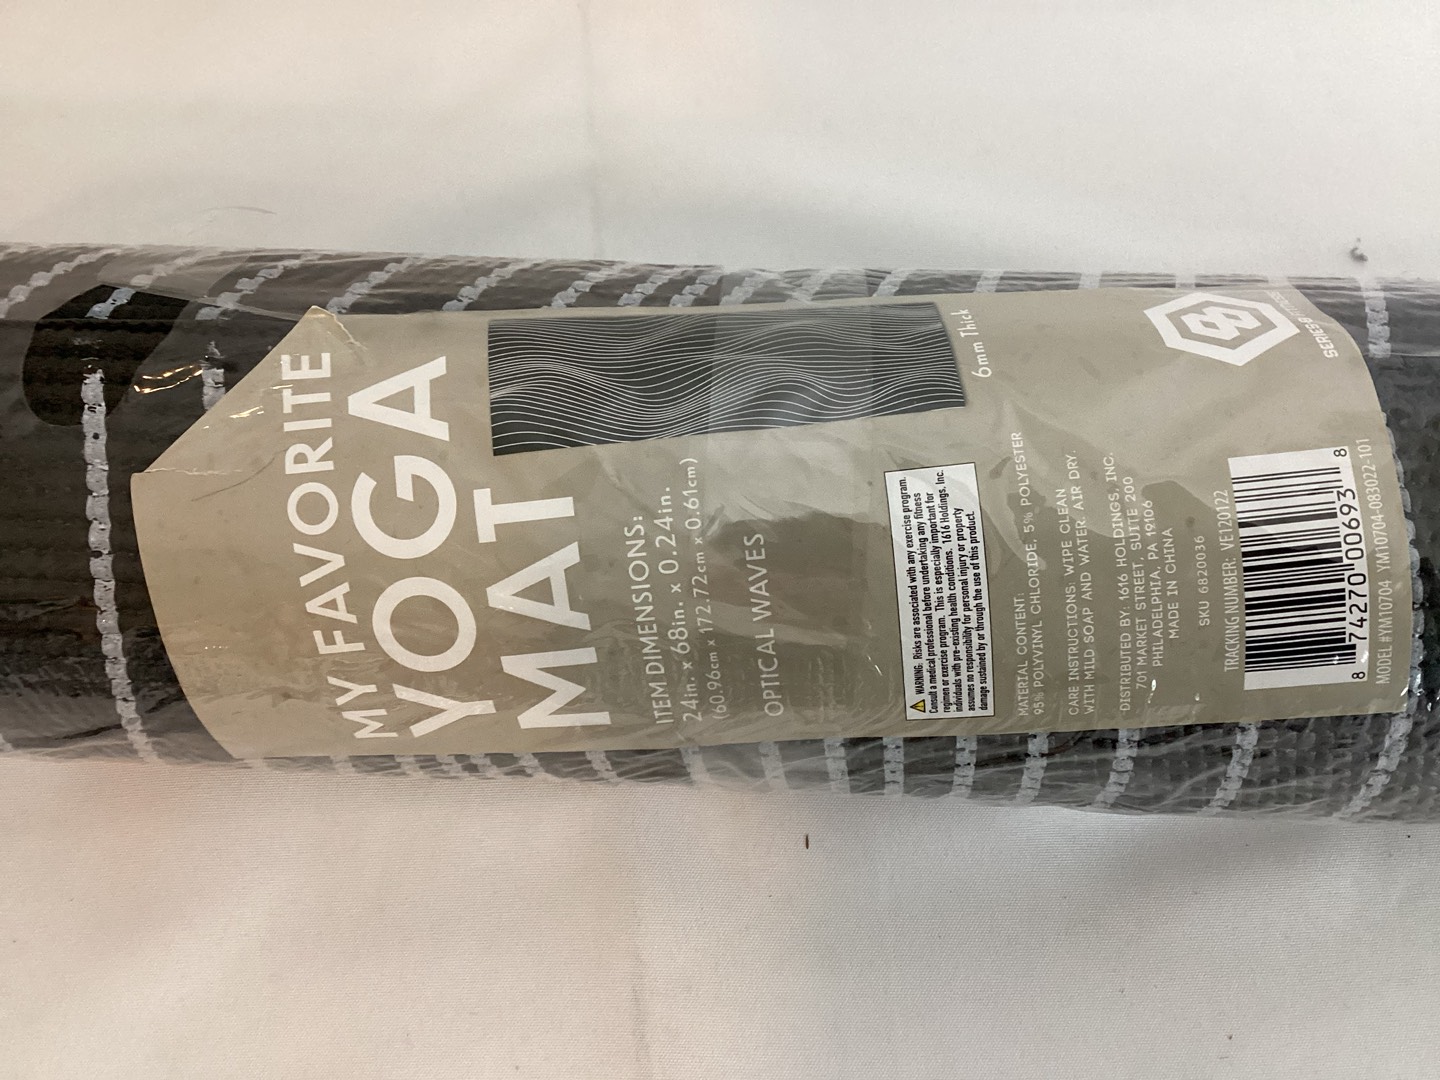 MY FAVORITE
YOGA
MAT
ITEM DIMENSIONS:
24in. x 68in. x 0.24in.
(60.96cm x 172.72cm x 0.61cm)
OPTICAL WAVES
6mm Thick
WARNING: Risks are associated with any exercise program.
Consult a medical professional before undertaking any fitness
regimen or exercise program. This is especially important for
individuals with pre-existing health conditions. 1616 Holdings, Inc.
assumes no responsibility for personal injury or property
damage sustained by or through the use of this product.
MATERIAL CONTENT:
95% POLYVINYL CHLORIDE, 5% POLYESTER
CARE INSTRUCTIONS: WIPE CLEAN
WITH MILD SOAP AND WATER. AIR DRY.
DISTRIBUTED BY: 1616 HOLDINGS, INC.
701 MARKET STREET, SUITE 200
PHILADELPHIA, PA 19106
MADE IN CHINA
SKU 6820036
TRACKING NUMBER: VE120122
8 74270 00693 8
MODEL #YM10704 YM10704-083022-101
SERIES 8